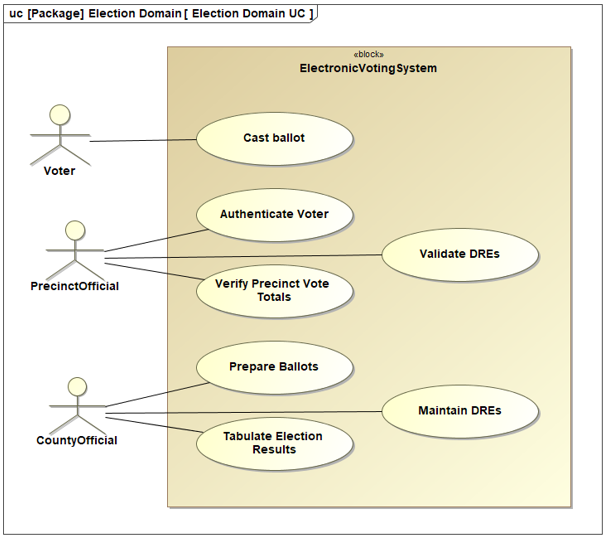 uc [Package] Election Domain [ Election Domain UC ]
«block»
ElectronicVotingSystem
Cast ballot
Voter
Authenticate Voter
Validate DREs
PrecinctOfficial
Verify Precinct Vote
Totals
Prepare Ballots
Maintain DREs
CountyOfficial
Tabulate Election
Results